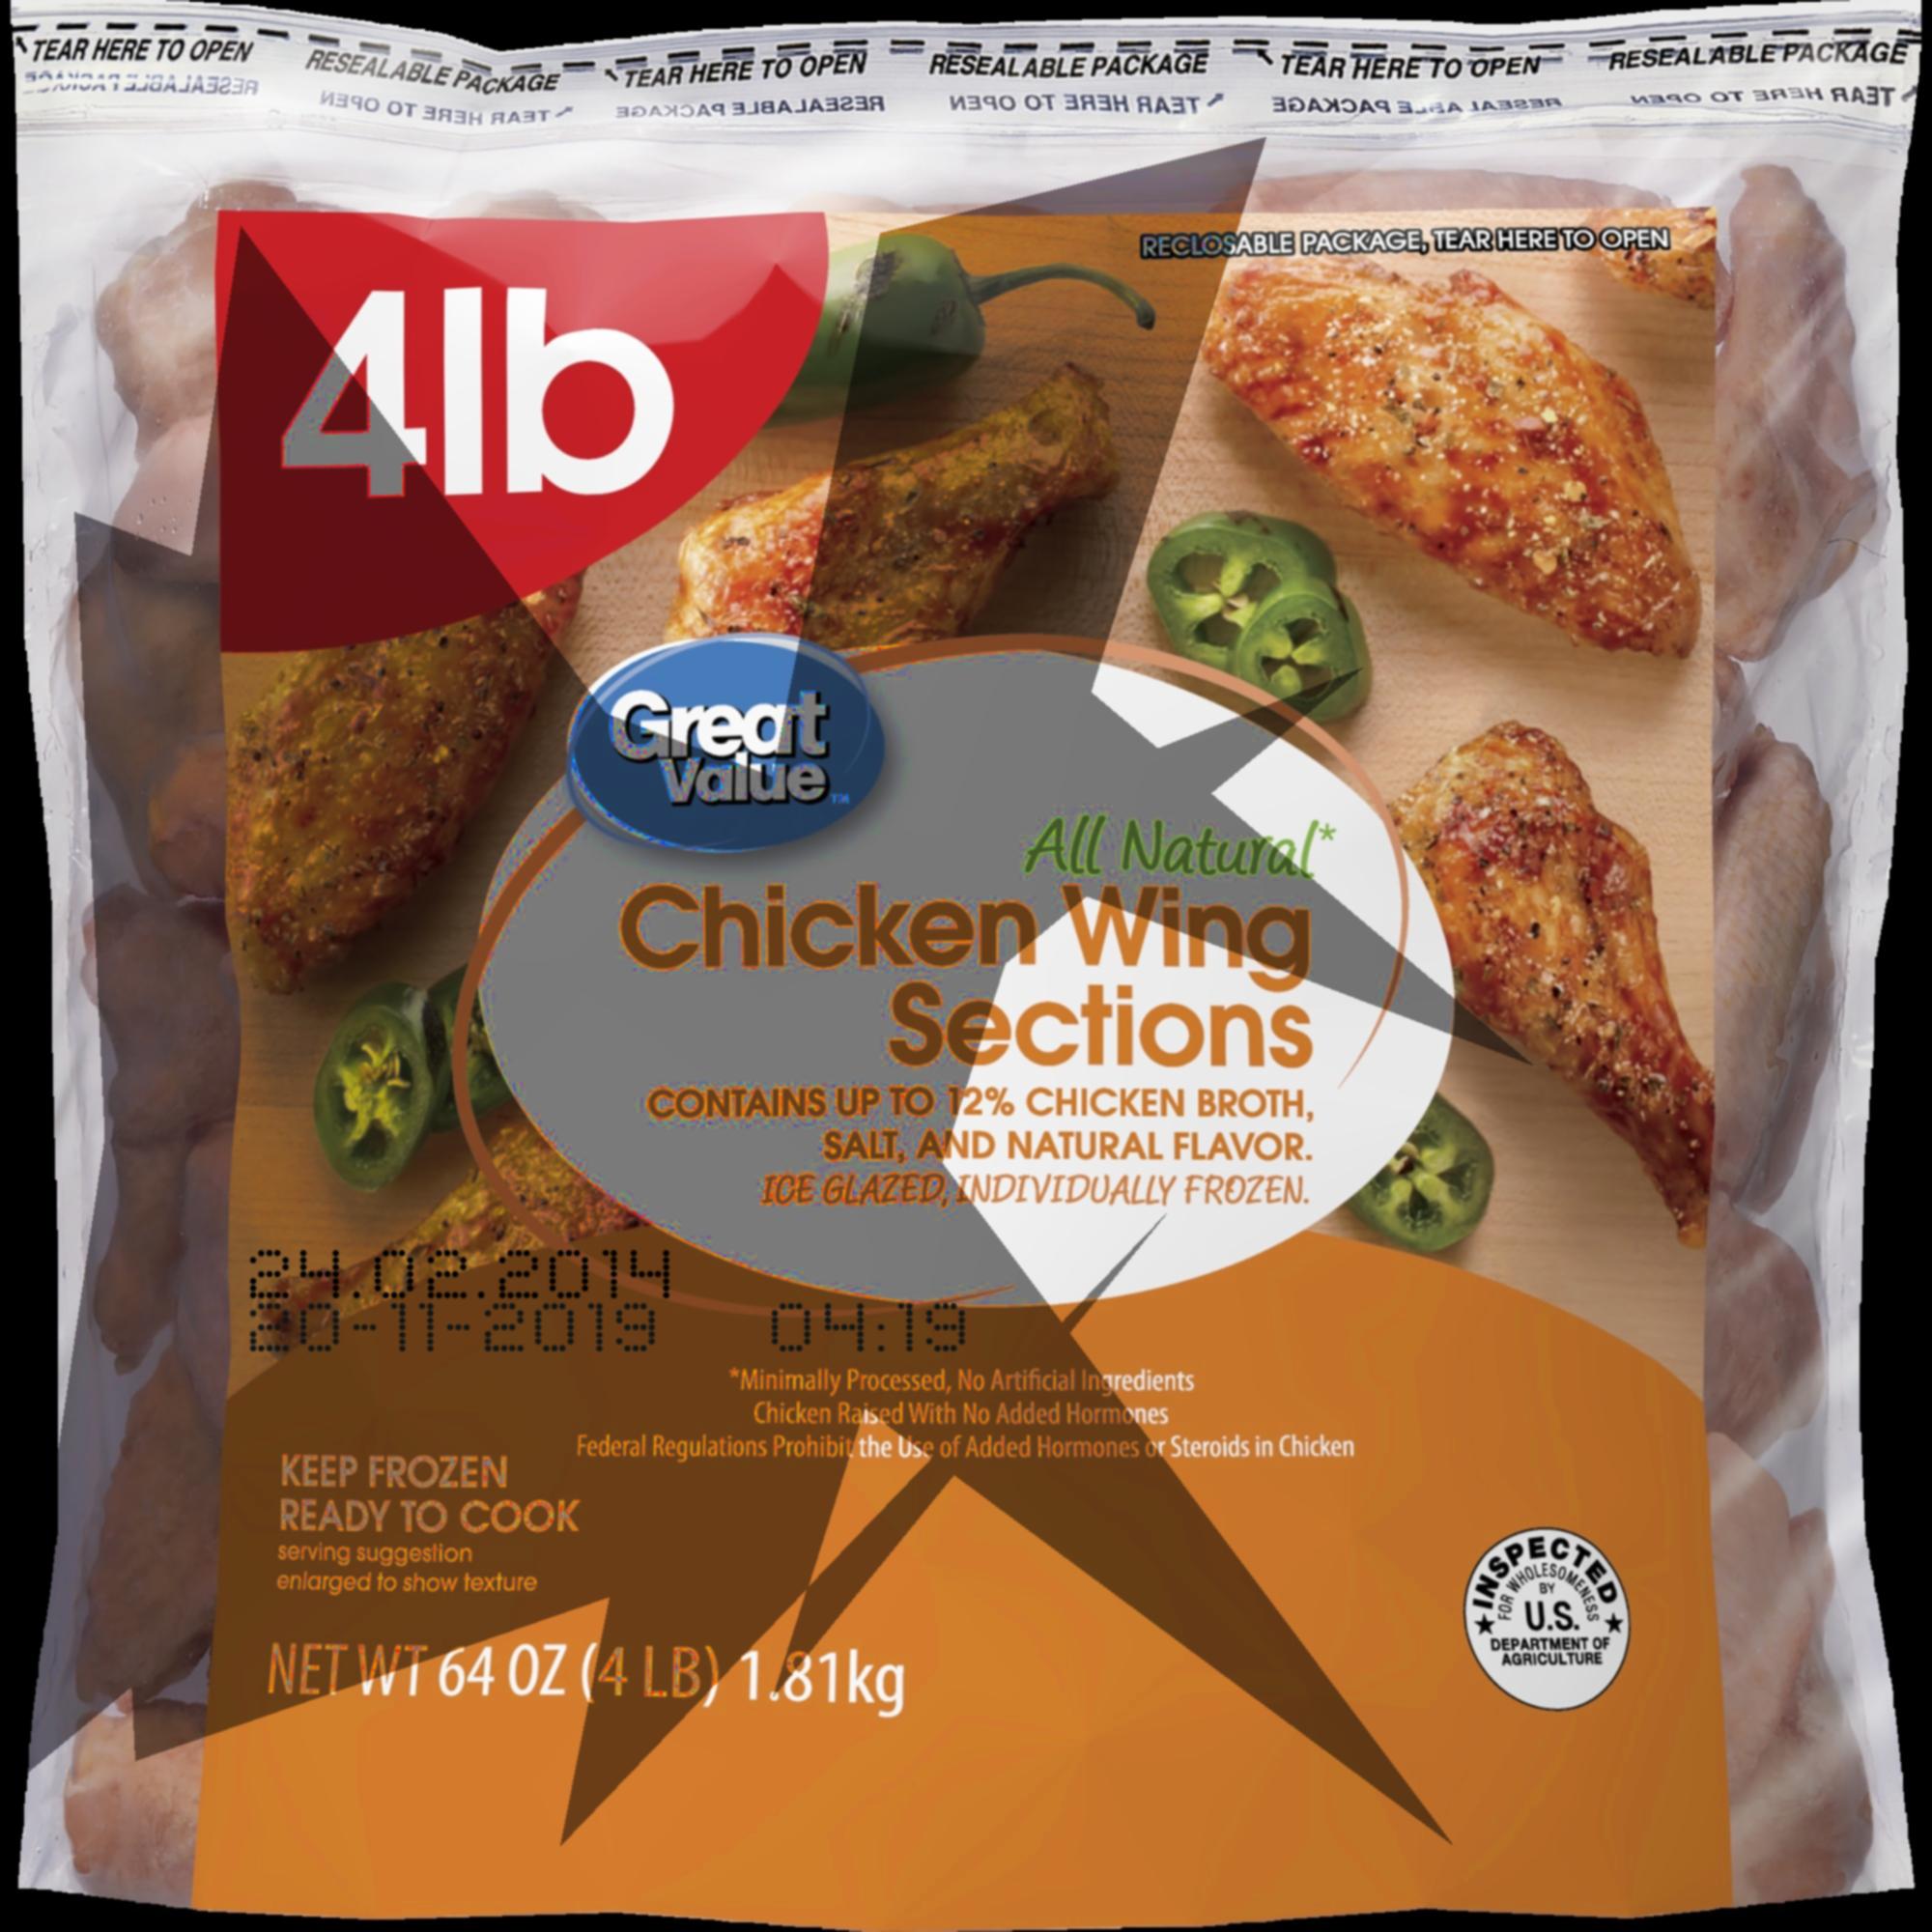 TEAR HERE TO OPEN RESEALABLE PACKAGE TEAR HERE TO OPEN RESEALABLE PACKAGE TEAR HERE TO OPEN RESEALABLE PACKAGE
RESEALABLE PACKAGE TEAR HERE TO OPEN RESEALABLE PACKAGE TEAR HERE TO OPEN RESEALABLE PACKAGE TEAR HERE TO OPEN
RECLOSABLE PACKAGE, TEAR HERE TO OPEN
4lb
Great
Value™
All Natural*
Chicken Wing
Sections
CONTAINS UP TO 12% CHICKEN BROTH,
SALT, AND NATURAL FLAVOR.
ICE GLAZED, INDIVIDUALLY FROZEN.
24.02.2014
20-11-2019 04:19
*Minimally Processed, No Artificial Ingredients
Chicken Raised With No Added Hormones
Federal Regulations Prohibit the Use of Added Hormones or Steroids in Chicken
KEEP FROZEN
READY TO COOK
serving suggestion
enlarged to show texture
NET WT 64 OZ (4 LB) 1.81kg
INSPECTED
FOR WHOLESOMENESS
BY
U.S.
DEPARTMENT OF
AGRICULTURE